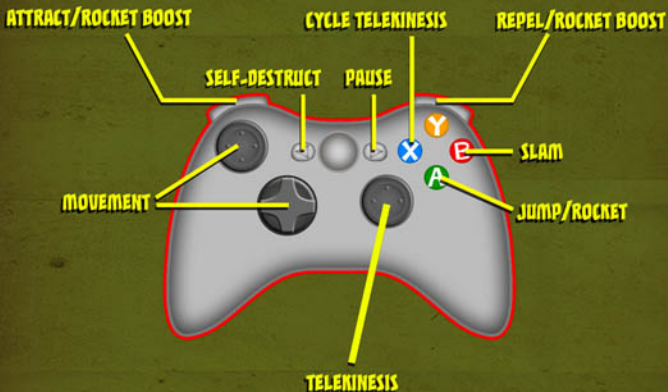 ATTRACT/ROCKET BOOST
CYCLE TELEKINESIS
REPEL/ROCKET BOOST
SELF-DESTRUCT
PAUSE
Y
X
B
SLAM
A
MOVEMENT
JUMP/ROCKET
TELEKINESIS